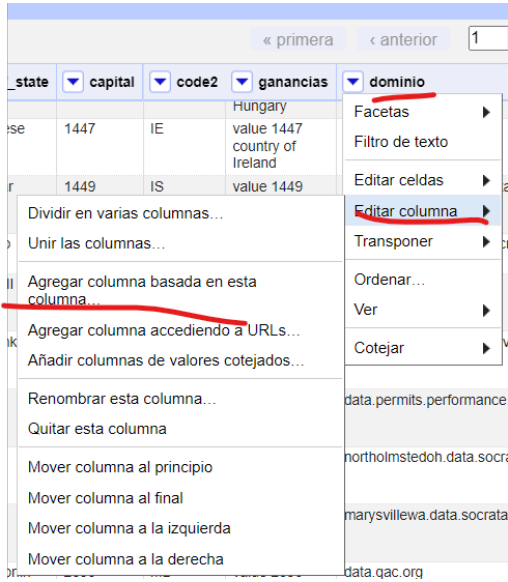 « primera ‹ anterior 1
_state capital code2 ganancias dominio
Hungary
1447 IE value 1447
country of
Ireland
1449 IS value 1449
Facetas
Filtro de texto
Editar celdas
Editar columna
Transponer
Ordenar…
Ver
Cotejar
Dividir en varias columnas…
Unir las columnas…
Agregar columna basada en esta
columna…
Agregar columna accediendo a URLs…
Añadir columnas de valores cotejados…
Renombrar esta columna…
Quitar esta columna
Mover columna al principio
Mover columna al final
Mover columna a la izquierda
Mover columna a la derecha
data.permits.performance
northolmstedoh.data.socra
marysvillewa.data.socrata
data.qac.org